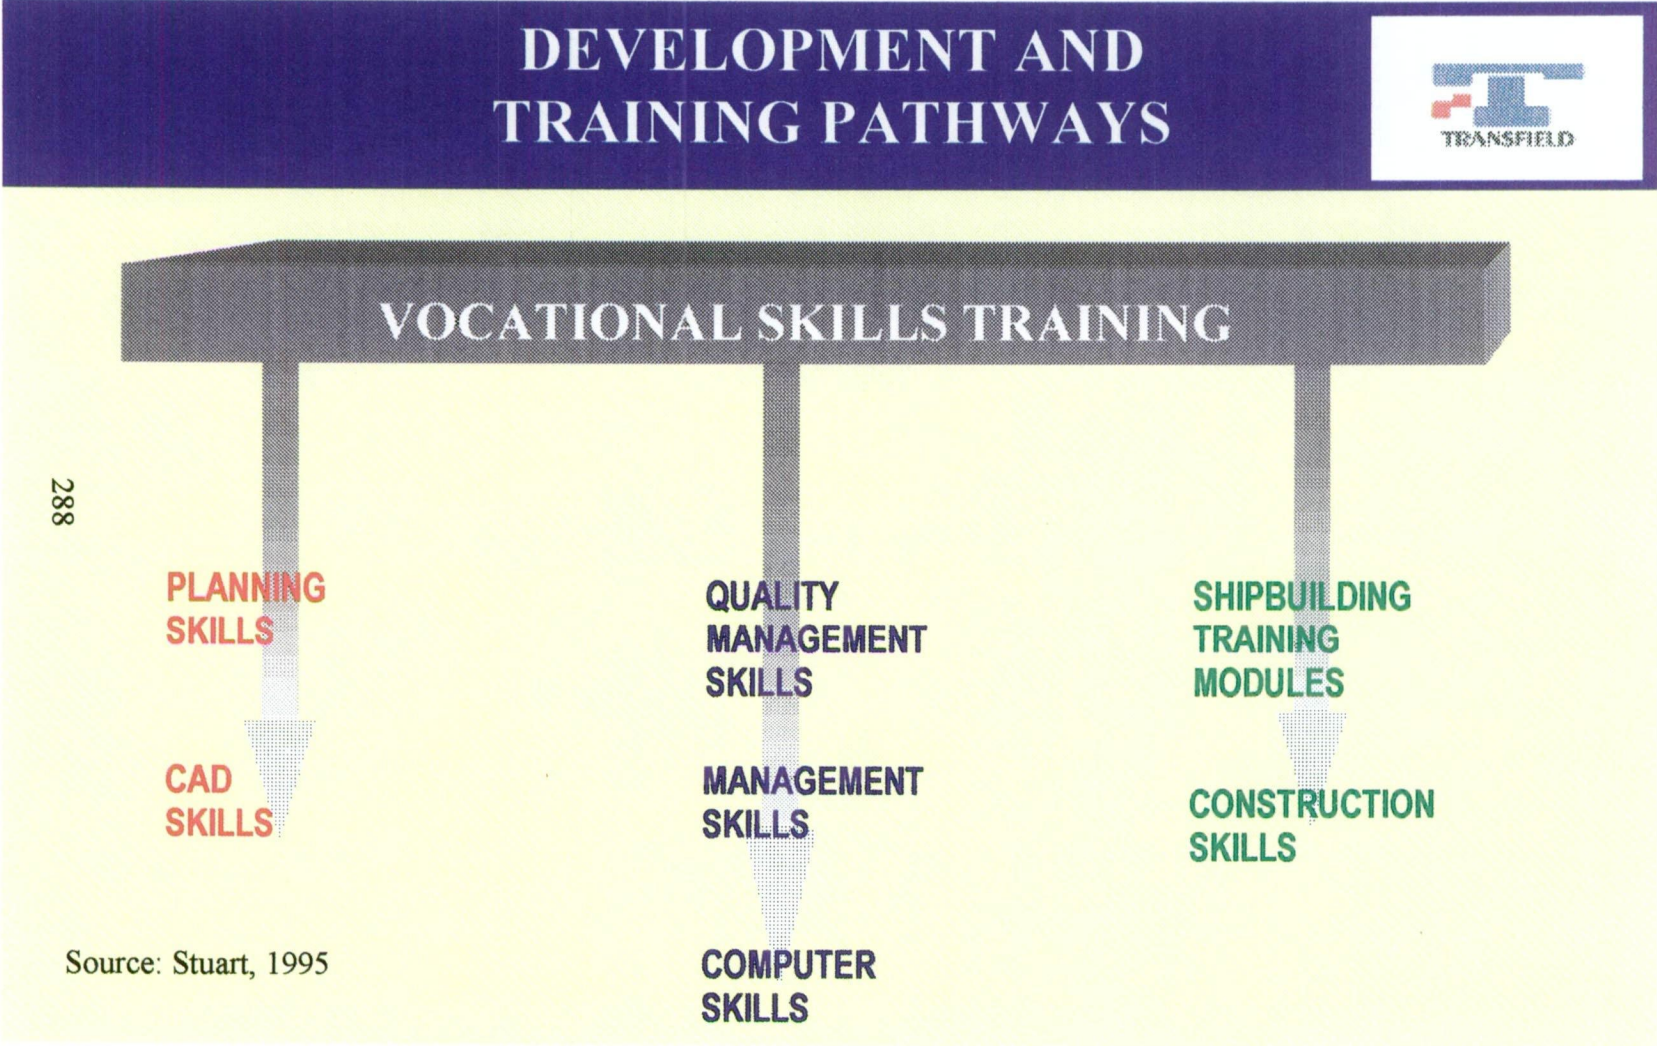 DEVELOPMENT AND
TRAINING PATHWAYS
TRANSFIELD
VOCATIONAL SKILLS TRAINING
288
PLANNING
SKILLS
CAD
SKILLS
QUALITY
MANAGEMENT
SKILLS
MANAGEMENT
SKILLS
COMPUTER
SKILLS
SHIPBUILDING
TRAINING
MODULES
CONSTRUCTION
SKILLS
Source: Stuart, 1995